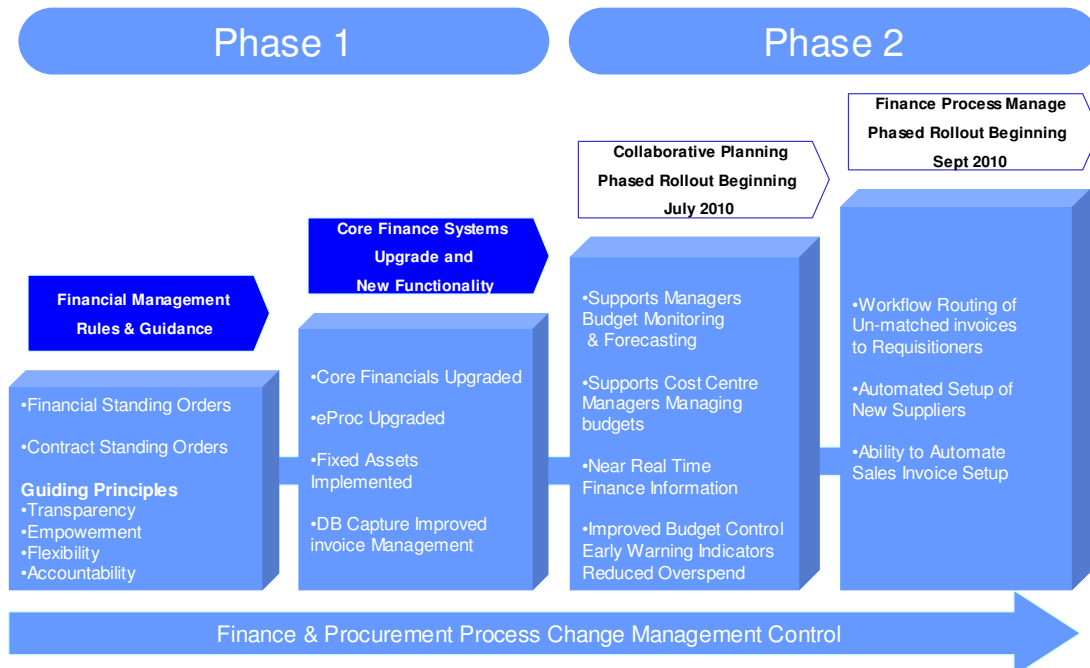 Phase 1
Phase 2
Financial Management
Rules & Guidance
•Financial Standing Orders
•Contract Standing Orders
Guiding Principles
•Transparency
•Empowerment
•Flexibility
•Accountability
Core Finance Systems
Upgrade and
New Functionality
•Core Financials Upgraded
•eProc Upgraded
•Fixed Assets
Implemented
•DB Capture Improved
invoice Management
Collaborative Planning
Phased Rollout Beginning
July 2010
•Supports Managers
Budget Monitoring
& Forecasting
•Supports Cost Centre
Managers Managing
budgets
•Near Real Time
Finance Information
•Improved Budget Control
Early Warning Indicators
Reduced Overspend
Finance Process Manage
Phased Rollout Beginning
Sept 2010
•Workflow Routing of
Un-matched invoices
to Requisitioners
•Automated Setup of
New Suppliers
•Ability to Automate
Sales Invoice Setup
Finance & Procurement Process Change Management Control